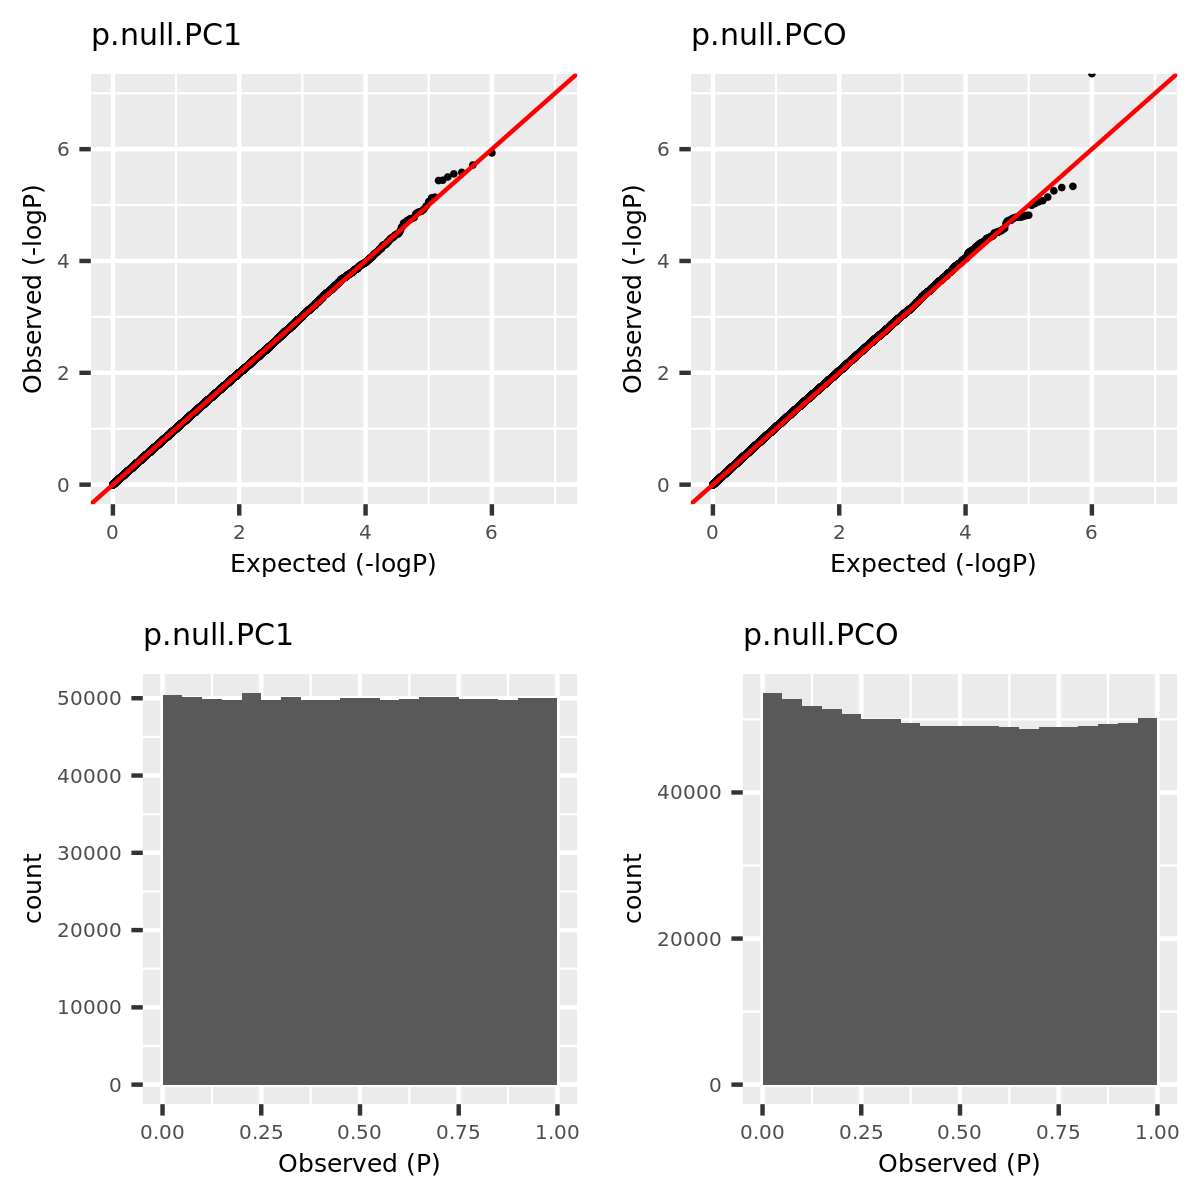 p.null.PC1
Observed (-logP)
6
4
2
0
0 2 4 6
Expected (-logP)
p.null.PCO
Observed (-logP)
6
4
2
0
0 2 4 6
Expected (-logP)
p.null.PC1
count
50000
40000
30000
20000
10000
0
0.00 0.25 0.50 0.75 1.00
Observed (P)
p.null.PCO
count
40000
20000
0
0.00 0.25 0.50 0.75 1.00
Observed (P)